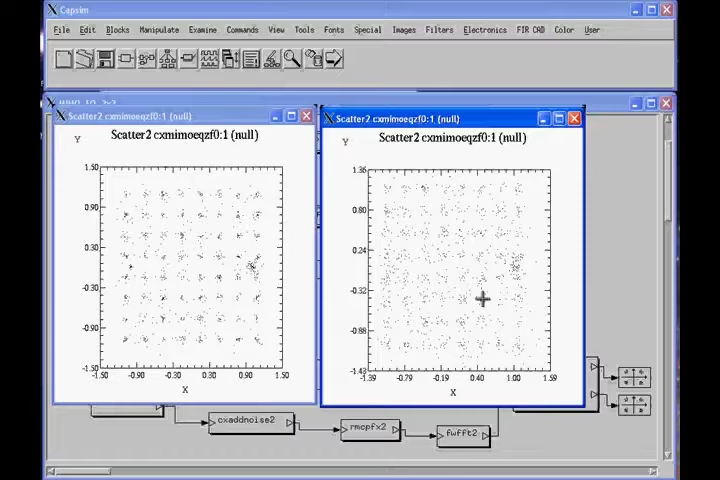 Capsim
File Edit Blocks Manipulate Examine Commands View Tools Fonts Special Images Filters Electronics FIR CAD Color User
Scatter2 cxmimoeqzf0:1 (null)
Scatter2 cxmimoeqzf0:1 (null)
Y
1.50
0.90
0.30
-0.30
-0.90
-1.50
-1.50 -0.90 -0.30 0.30 0.90 1.50
X
Scatter2 cxmimoeqzf0:1 (null)
Scatter2 cxmimoeqzf0:1 (null)
Y
1.36
0.80
0.24
-0.32
-0.88
-1.43
-1.39 -0.79 -0.19 0.40 1.00 1.59
X
cxaddnoise2
rmcpfx2
fwfft2